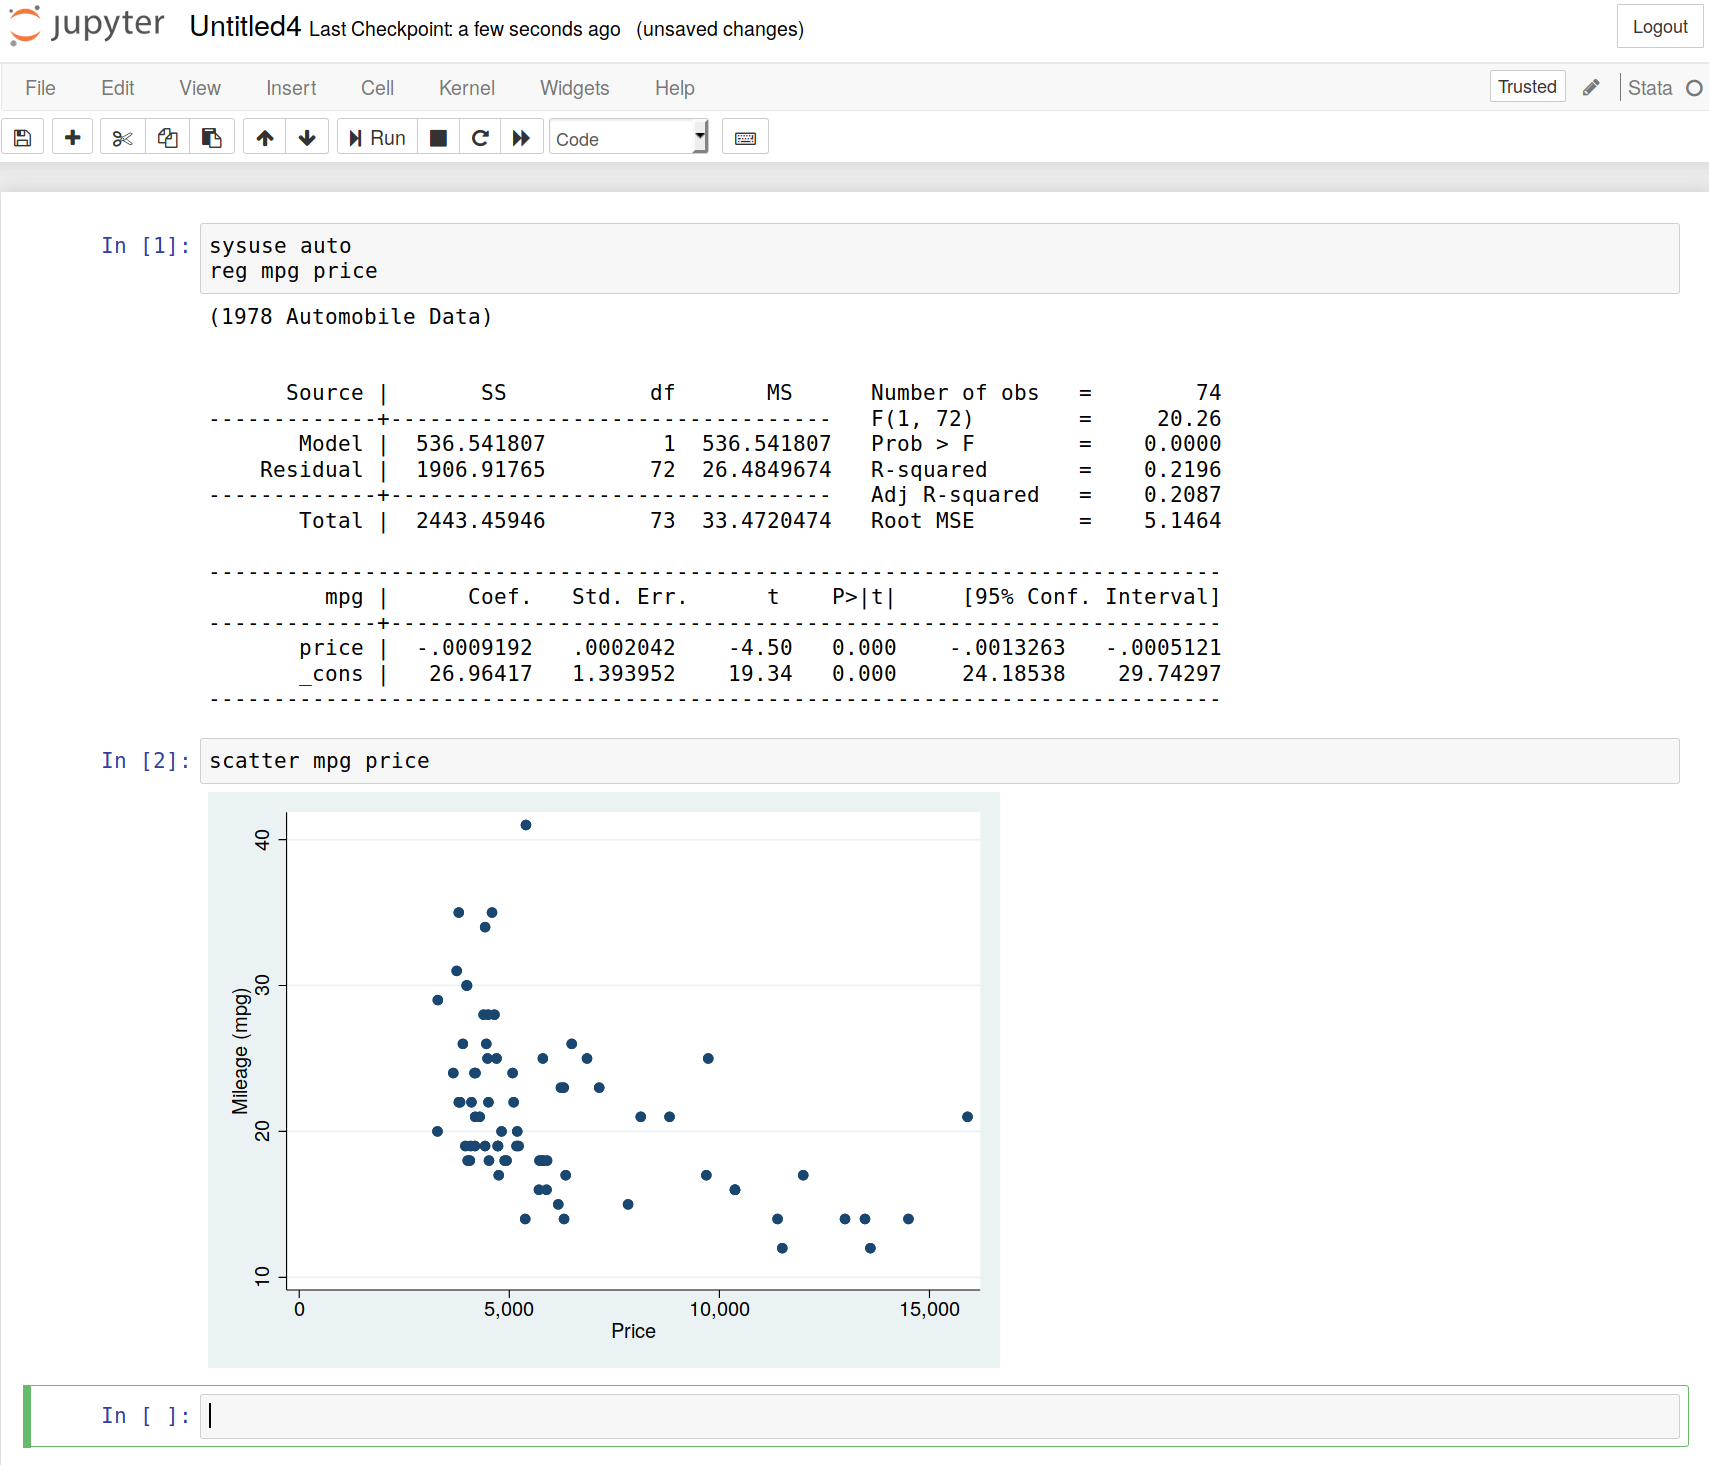 jupyter Untitled4 Last Checkpoint: a few seconds ago (unsaved changes) Logout
File Edit View Insert Cell Kernel Widgets Help Trusted Stata
Run Code
In [1]: sysuse auto
reg mpg price
(1978 Automobile Data)
Source | SS df MS Number of obs = 74
-------------+---------------------------------- F(1, 72) = 20.26
Model | 536.541807 1 536.541807 Prob > F = 0.0000
Residual | 1906.91765 72 26.4849674 R-squared = 0.2196
-------------+---------------------------------- Adj R-squared = 0.2087
Total | 2443.45946 73 33.4720474 Root MSE = 5.1464
------------------------------------------------------------------------------
mpg | Coef. Std. Err. t P>|t| [95% Conf. Interval]
-------------+----------------------------------------------------------------
price | -.0009192 .0002042 -4.50 0.000 -.0013263 -.0005121
_cons | 26.96417 1.393952 19.34 0.000 24.18538 29.74297
------------------------------------------------------------------------------
In [2]: scatter mpg price
40
30
20
10
Mileage (mpg)
0 5,000 10,000 15,000
Price
In [ ]: